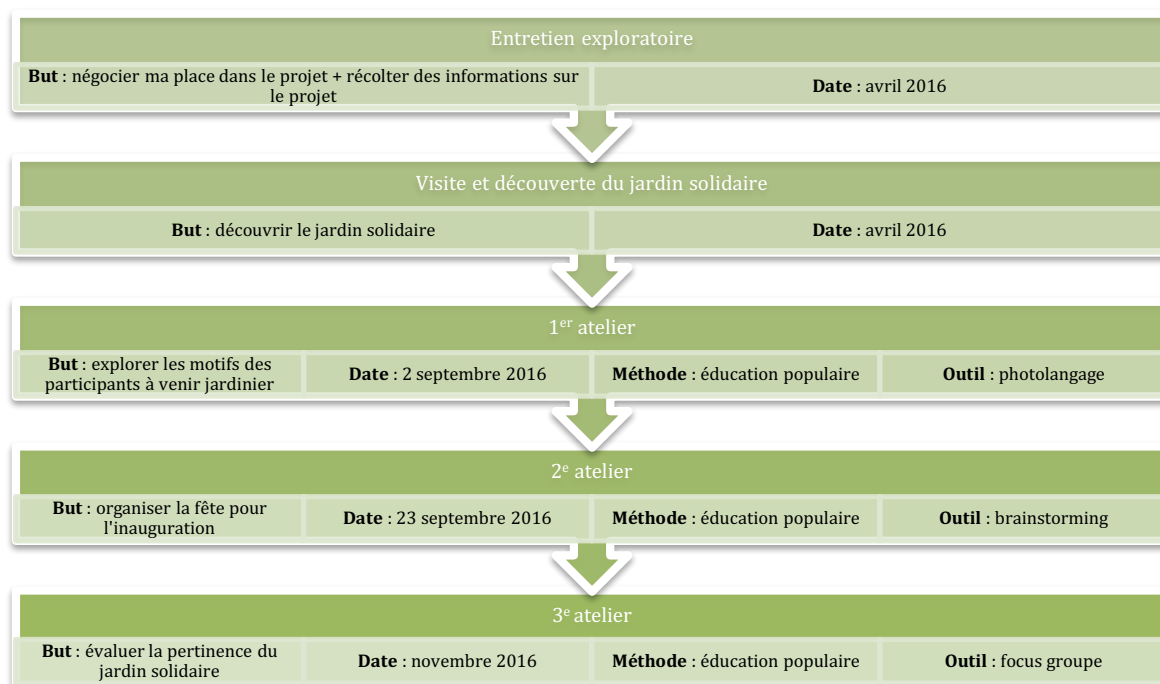 Entretien exploratoire
But : négocier ma place dans le projet + récolter des informations sur
le projet
Date : avril 2016
Visite et découverte du jardin solidaire
But : découvrir le jardin solidaire
Date : avril 2016
1er atelier
But : explorer les motifs des
participants à venir jardinier
Date : 2 septembre 2016
Méthode : éducation populaire
Outil : photolangage
2e atelier
But : organiser la fête pour
l'inauguration
Date : 23 septembre 2016
Méthode : éducation populaire
Outil : brainstorming
3e atelier
But : évaluer la pertinence du
jardin solidaire
Date : novembre 2016
Méthode : éducation populaire
Outil : focus groupe